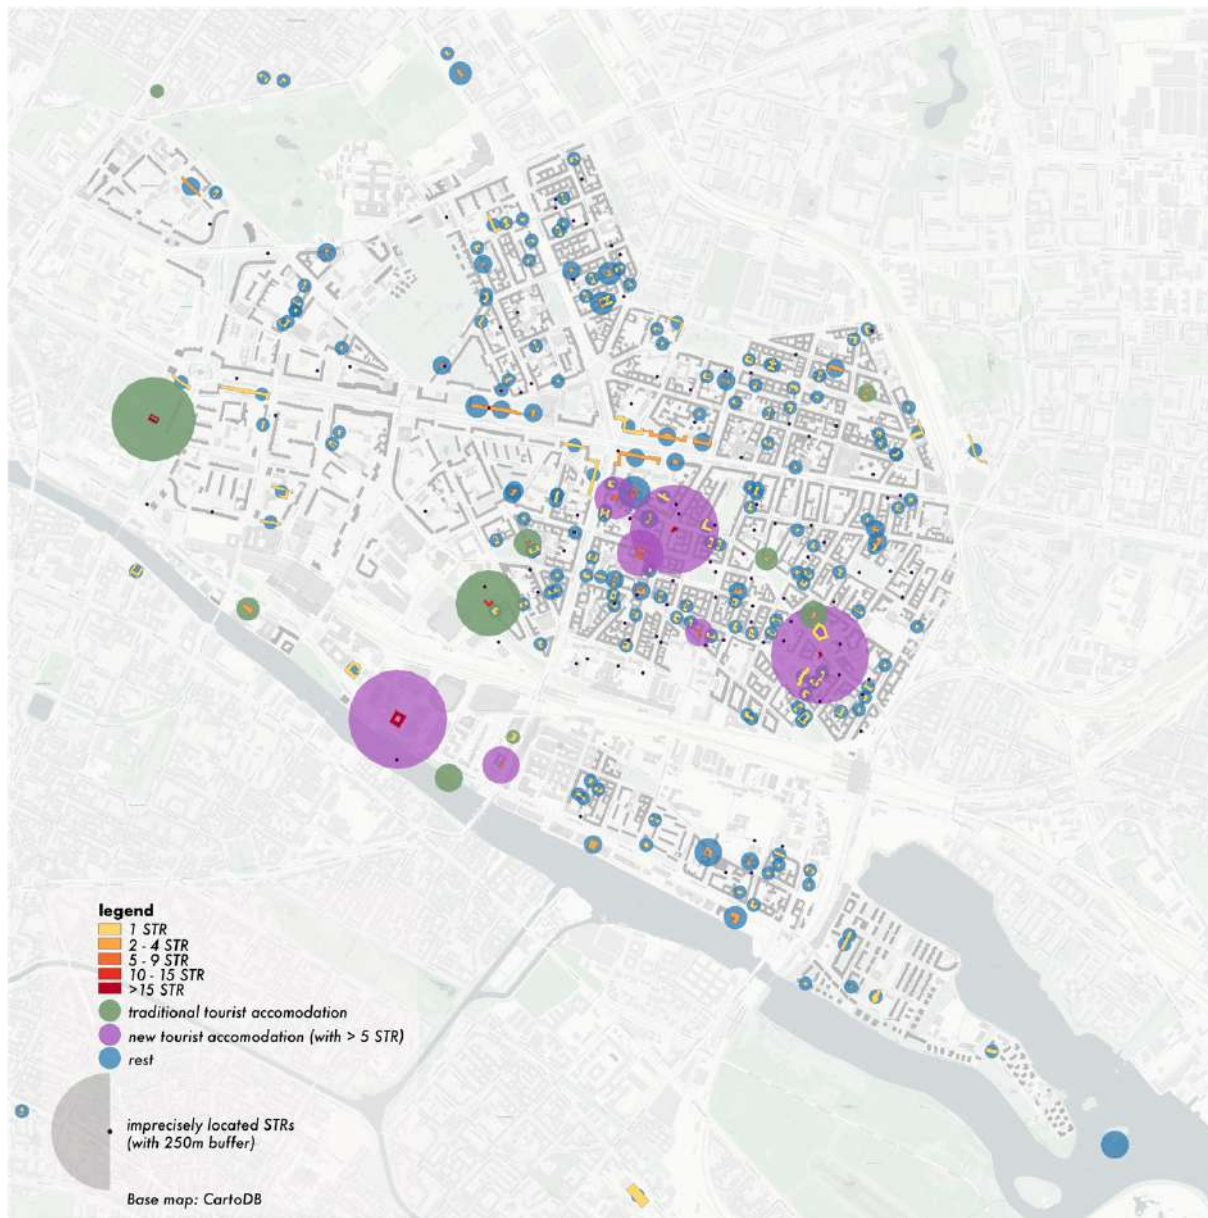 legend
1 STR
2 - 4 STR
5 - 9 STR
10 - 15 STR
>15 STR
traditional tourist accomodation
new tourist accomodation (with > 5 STR)
rest
imprecisely located STRs
(with 250m buffer)
Base map: CartoDB